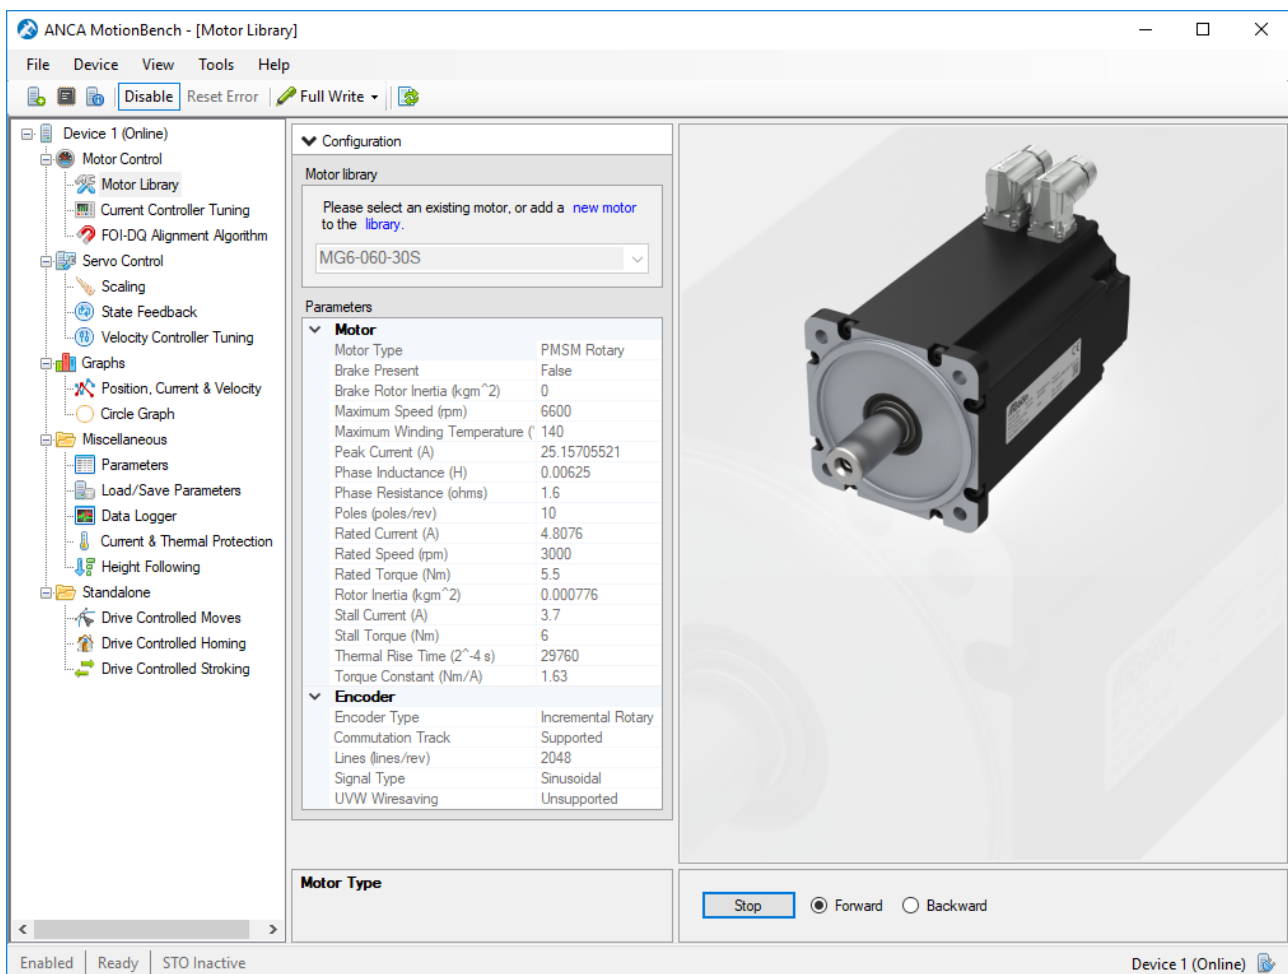 ANCA MotionBench - [Motor Library]
File Device View Tools Help
Disable Reset Error Full Write
Device 1 (Online)
Motor Control
Motor Library
Current Controller Tuning
FOI-DQ Alignment Algorithm
Servo Control
Scaling
State Feedback
Velocity Controller Tuning
Graphs
Position, Current & Velocity
Circle Graph
Miscellaneous
Parameters
Load/Save Parameters
Data Logger
Current & Thermal Protection
Height Following
Standalone
Drive Controlled Moves
Drive Controlled Homing
Drive Controlled Stroking
Configuration
Motor library
Please select an existing motor, or add a new motor
to the library.
MG6-060-30S
Parameters
Motor
Motor Type PMSM Rotary
Brake Present False
Brake Rotor Inertia (kgm^2) 0
Maximum Speed (rpm) 6600
Maximum Winding Temperature (° 140
Peak Current (A) 25.15705521
Phase Inductance (H) 0.00625
Phase Resistance (ohms) 1.6
Poles (poles/rev) 10
Rated Current (A) 4.8076
Rated Speed (rpm) 3000
Rated Torque (Nm) 5.5
Rotor Inertia (kgm^2) 0.000776
Stall Current (A) 3.7
Stall Torque (Nm) 6
Thermal Rise Time (2^-4 s) 29760
Torque Constant (Nm/A) 1.63
Encoder
Encoder Type Incremental Rotary
Commutation Track Supported
Lines (lines/rev) 2048
Signal Type Sinusoidal
UVW Wiresaving Unsupported
Motor Type
Stop Forward Backward
Enabled Ready STO Inactive Device 1 (Online)